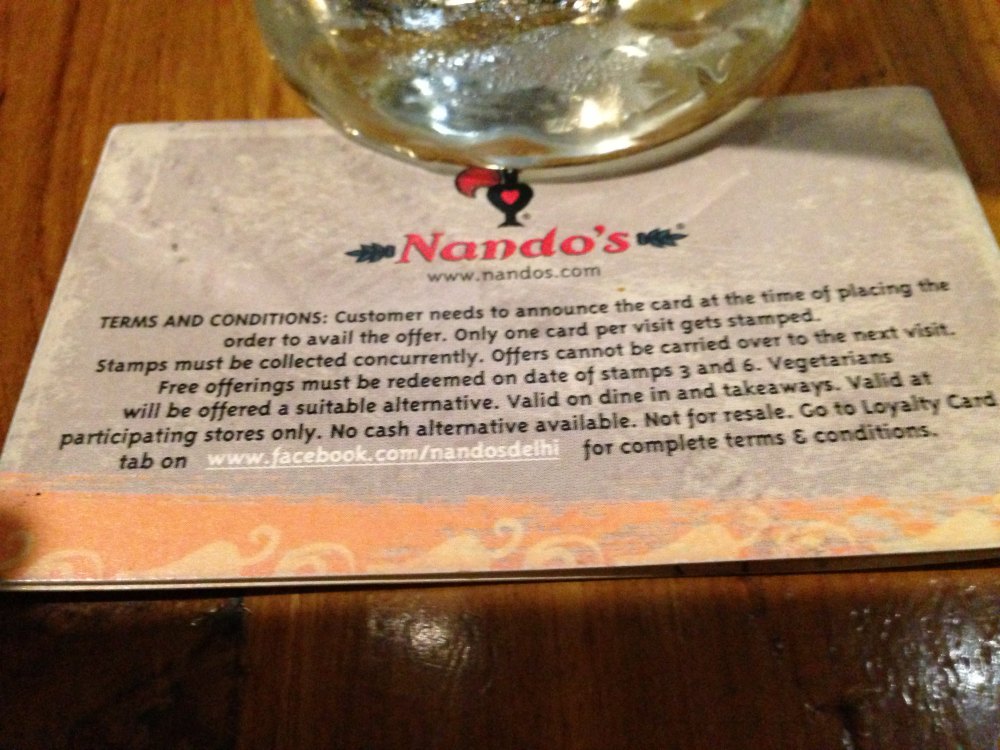 Nando's
www.nandos.com
TERMS AND CONDITIONS: Customer needs to announce the card at the time of placing the
order to avail the offer. Only one card per visit gets stamped.
Stamps must be collected concurrently. Offers cannot be carried over to the next visit.
Free offerings must be redeemed on date of stamps 3 and 6. Vegetarians
will be offered a suitable alternative. Valid on dine in and takeaways. Valid at
participating stores only. No cash alternative available. Not for resale. Go to Loyalty Card
tab on www.facebook.com/nandosdelhi for complete terms & conditions.